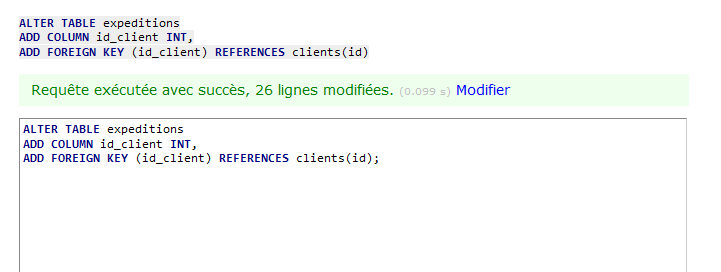 ALTER TABLE expeditions
ADD COLUMN id_client INT,
ADD FOREIGN KEY (id_client) REFERENCES clients(id)
Requête exécutée avec succès, 26 lignes modifiées. (0.099 s) Modifier
ALTER TABLE expeditions
ADD COLUMN id_client INT,
ADD FOREIGN KEY (id_client) REFERENCES clients(id);